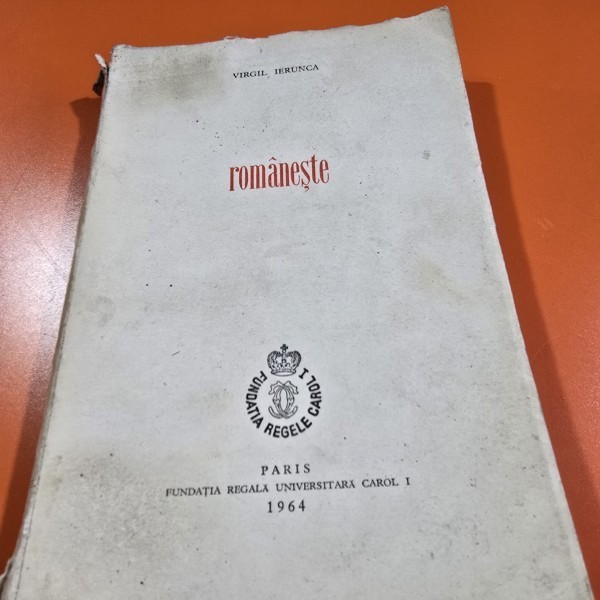 VIRGIL IERUNCA
românește
FUNDAȚIA REGELE CAROL I
PARIS
FUNDAȚIA REGALĂ UNIVERSITARĂ CAROL I
1964